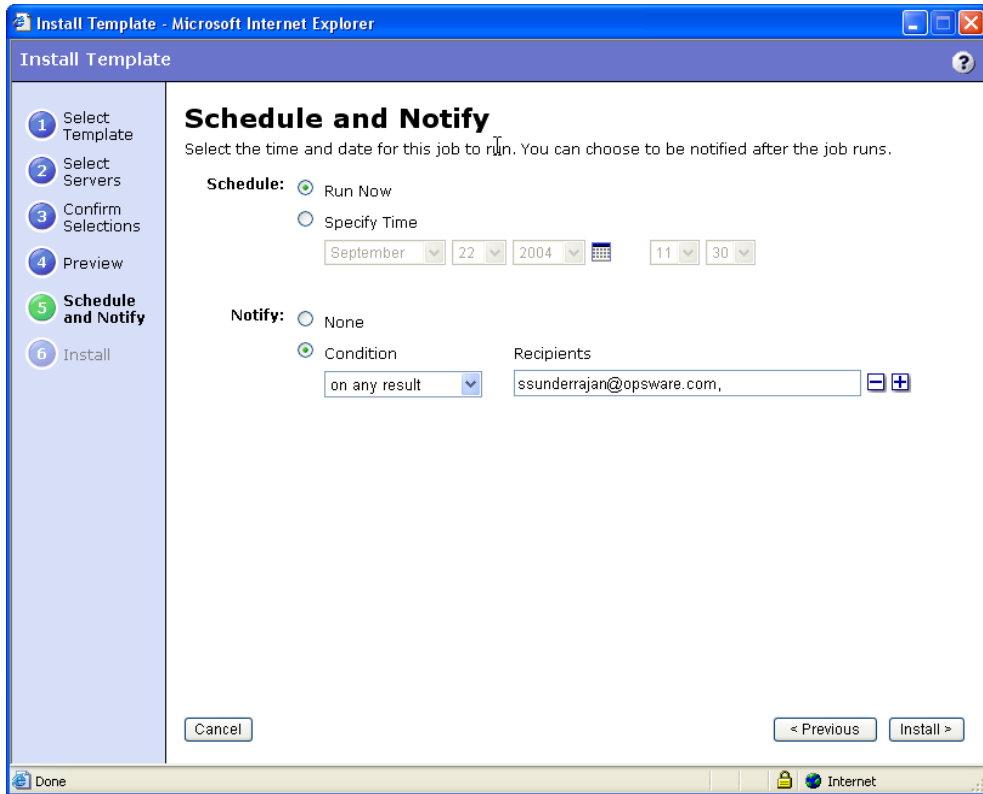 Install Template - Microsoft Internet Explorer
Install Template
?
1 Select Template
2 Select Servers
3 Confirm Selections
4 Preview
5 Schedule and Notify
6 Install
Schedule and Notify
Select the time and date for this job to run. You can choose to be notified after the job runs.
Schedule: Run Now
Specify Time
September 22 2004 11 30
Notify: None
Condition Recipients
on any result ssunderrajan@opsware.com,
Cancel < Previous Install >
Done Internet